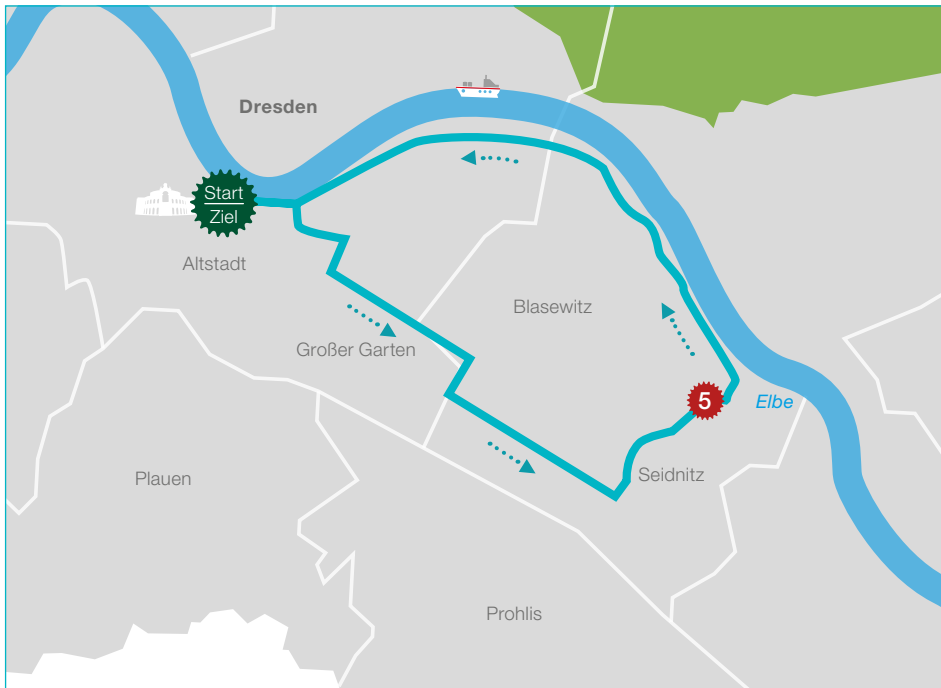 Dresden
Start
Ziel
Altstadt
Blasewitz
Großer Garten
5
Elbe
Seidnitz
Plauen
Prohlis